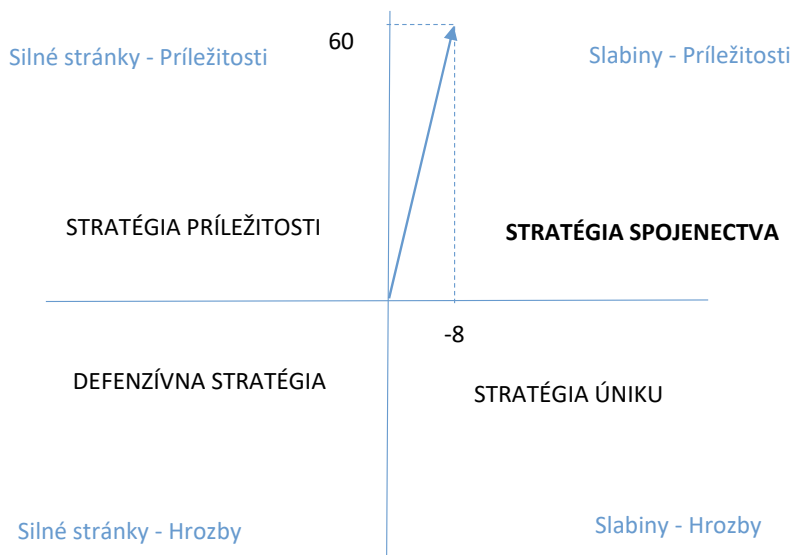 60
Silné stránky - Príležitosti
Slabiny - Príležitosti
STRATÉGIA PRÍLEŽITOSTI
STRATÉGIA SPOJENECTVA
-8
DEFENZÍVNA STRATÉGIA
STRATÉGIA ÚNIKU
Silné stránky - Hrozby
Slabiny - Hrozby